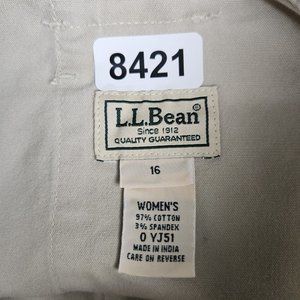 8421
L.L.Bean®
Since 1912
QUALITY GUARANTEED
16
WOMEN'S
97% COTTON
3% SPANDEX
0 YJ51
MADE IN INDIA
CARE ON REVERSE